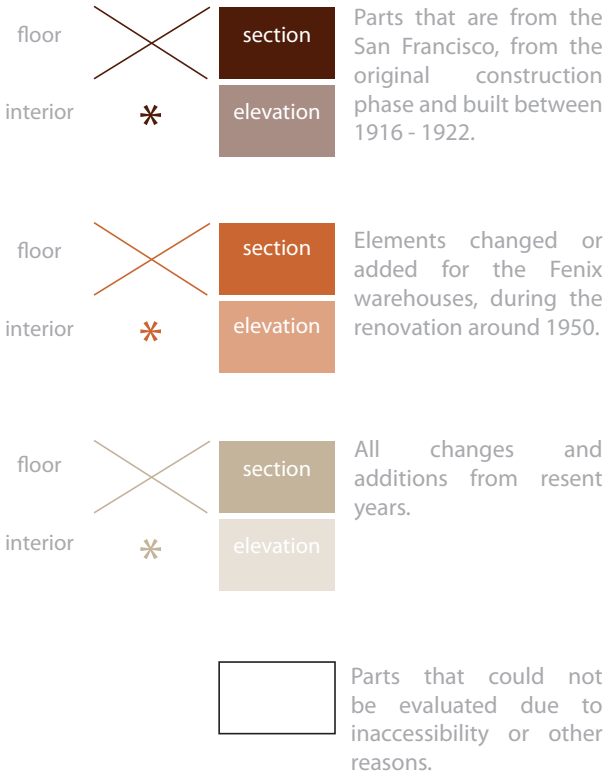 floor
section
interior
*
elevation
Parts that are from the
San Francisco, from the
original construction
phase and built between
1916 - 1922.
floor
section
interior
*
elevation
Elements changed or
added for the Fenix
warehouses, during the
renovation around 1950.
floor
section
interior
*
elevation
All changes and
additions from resent
years.
Parts that could not
be evaluated due to
inaccessibility or other
reasons.